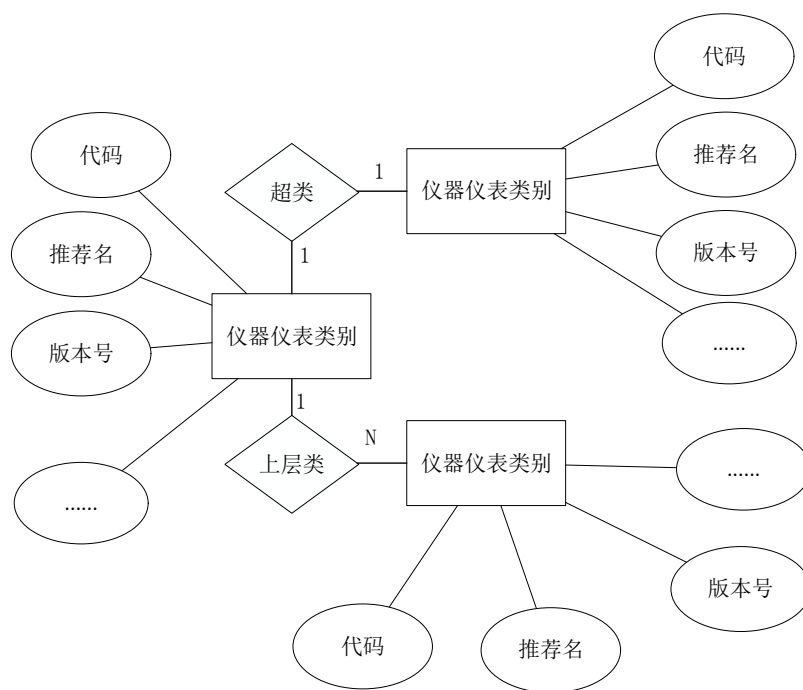 代码
代码
推荐名
超类
1
仪器仪表类别
推荐名
1
版本号
仪器仪表类别
版本号
......
1
上层类
N
仪器仪表类别
......
......
版本号
代码
推荐名